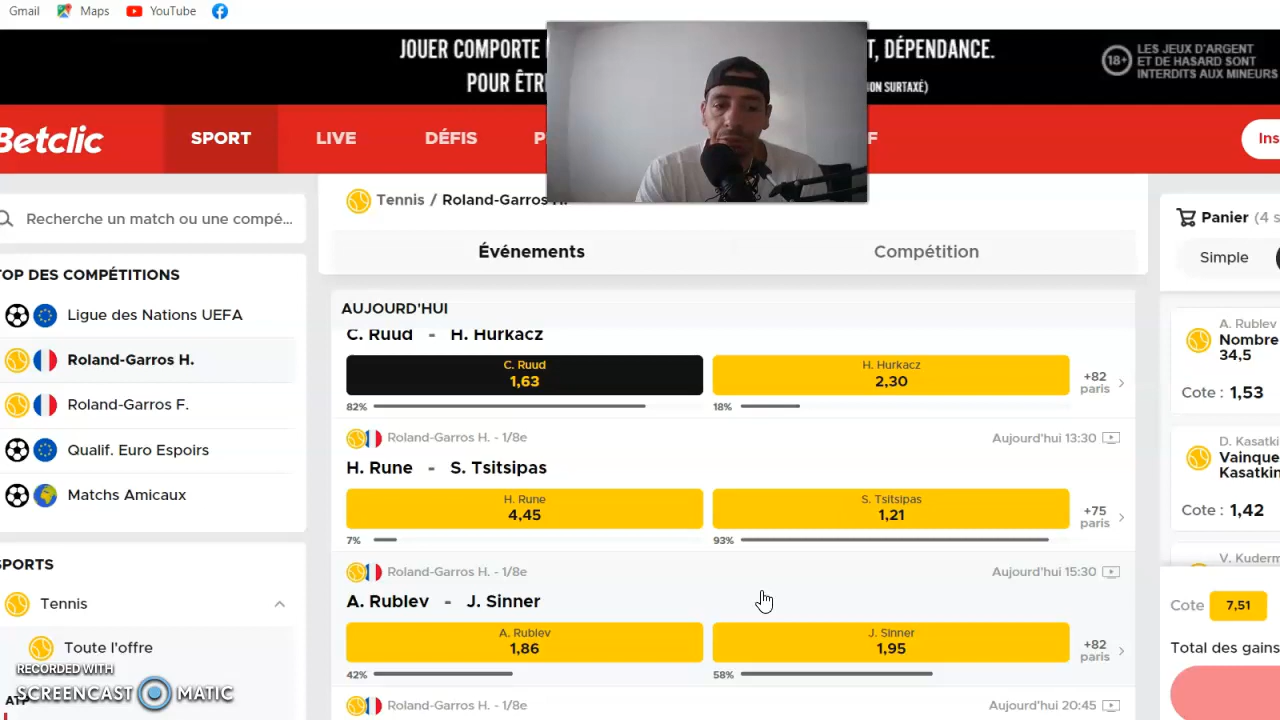 Gmail Maps YouTube
JOUER COMPORTE T, DÉPENDANCE.
POUR ÊTR ON SURTAXÉ)
18+ LES JEUX D'ARGENT
ET DE HASARD SONT
INTERDITS AUX MINEURS
Betclic SPORT LIVE DÉFIS P F Ins
Recherche un match ou une compé...
TOP DES COMPÉTITIONS
Ligue des Nations UEFA
Roland-Garros H.
Roland-Garros F.
Qualif. Euro Espoirs
Matchs Amicaux
SPORTS
Tennis
Toute l'offre
ATP
RECORDED WITH
SCREENCAST MATIC
Tennis / Roland-Garros H.
Événements Compétition
AUJOURD'HUI
C. Ruud - H. Hurkacz
C. Ruud H. Hurkacz
1,63 2,30
+82
paris
82% 18%
Roland-Garros H. - 1/8e Aujourd'hui 13:30
H. Rune - S. Tsitsipas
H. Rune S. Tsitsipas
4,45 1,21
+75
paris
7% 93%
Roland-Garros H. - 1/8e Aujourd'hui 15:30
A. Rublev - J. Sinner
A. Rublev J. Sinner
1,86 1,95
+82
paris
42% 58%
Roland-Garros H. - 1/8e Aujourd'hui 20:45
Panier (4 s
Simple
A. Rublev
Nombre
34,5
Cote : 1,53
D. Kasatki
Vainque
Kasatkin
Cote : 1,42
V. Kuderm
Cote 7,51
Total des gains